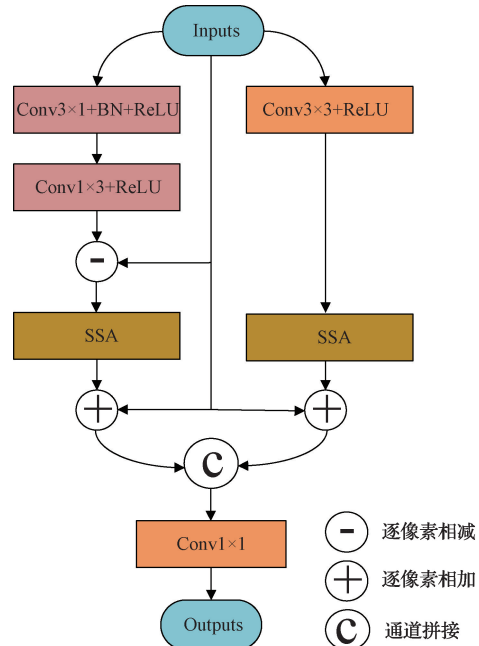 Inputs
Conv3×1+BN+ReLU
Conv3×3+ReLU
Conv1×3+ReLU
-
SSA
SSA
+
+
C
Conv1×1
Outputs
- 逐像素相减
+ 逐像素相加
C 通道拼接